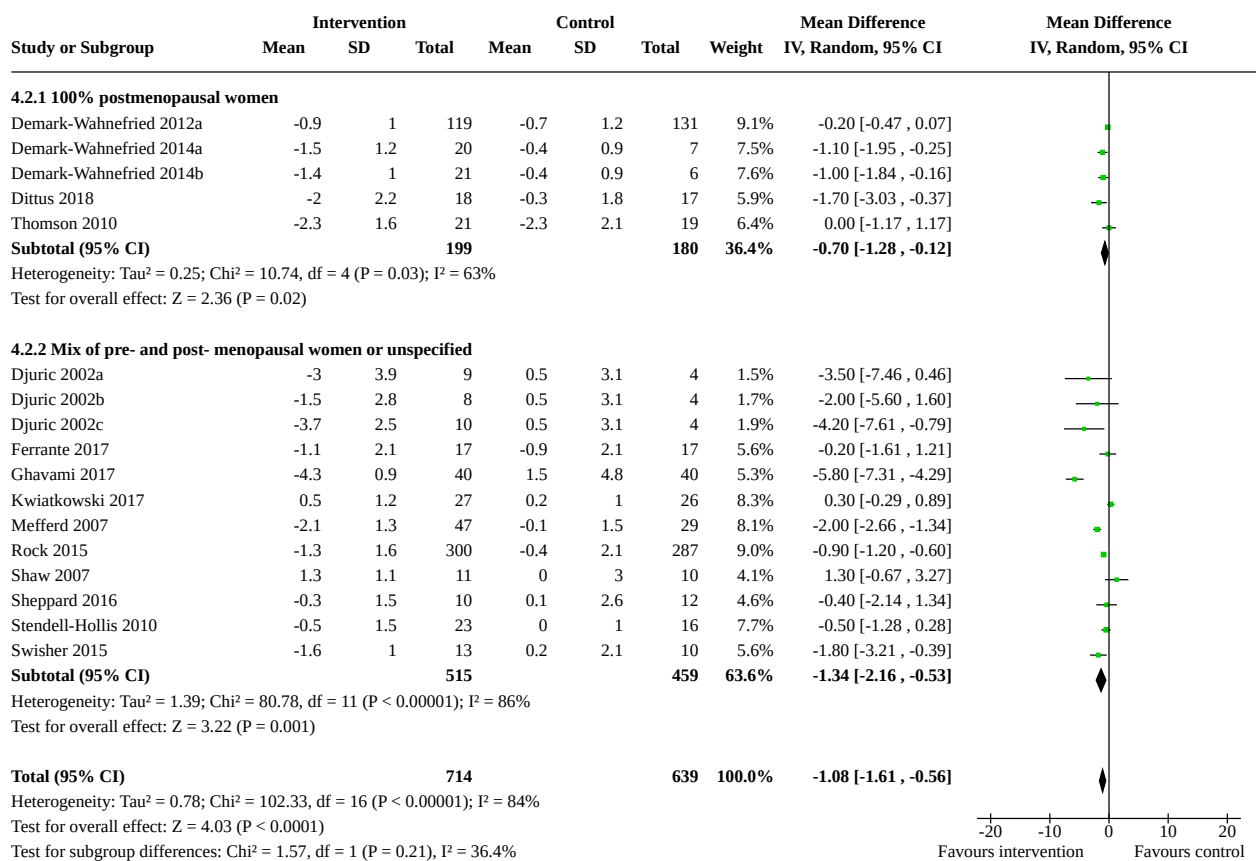 Intervention Control Mean Difference Mean Difference
Study or Subgroup Mean SD Total Mean SD Total Weight IV, Random, 95% CI IV, Random, 95% CI
4.2.1 100% postmenopausal women
Demark-Wahnefried 2012a -0.9 1 119 -0.7 1.2 131 9.1% -0.20 [-0.47 , 0.07]
Demark-Wahnefried 2014a -1.5 1.2 20 -0.4 0.9 7 7.5% -1.10 [-1.95 , -0.25]
Demark-Wahnefried 2014b -1.4 1 21 -0.4 0.9 6 7.6% -1.00 [-1.84 , -0.16]
Dittus 2018 -2 2.2 18 -0.3 1.8 17 5.9% -1.70 [-3.03 , -0.37]
Thomson 2010 -2.3 1.6 21 -2.3 2.1 19 6.4% 0.00 [-1.17 , 1.17]
Subtotal (95% CI) 199 180 36.4% -0.70 [-1.28 , -0.12]
Heterogeneity: Tau² = 0.25; Chi² = 10.74, df = 4 (P = 0.03); I² = 63%
Test for overall effect: Z = 2.36 (P = 0.02)
4.2.2 Mix of pre- and post- menopausal women or unspecified
Djuric 2002a -3 3.9 9 0.5 3.1 4 1.5% -3.50 [-7.46 , 0.46]
Djuric 2002b -1.5 2.8 8 0.5 3.1 4 1.7% -2.00 [-5.60 , 1.60]
Djuric 2002c -3.7 2.5 10 0.5 3.1 4 1.9% -4.20 [-7.61 , -0.79]
Ferrante 2017 -1.1 2.1 17 -0.9 2.1 17 5.6% -0.20 [-1.61 , 1.21]
Ghavami 2017 -4.3 0.9 40 1.5 4.8 40 5.3% -5.80 [-7.31 , -4.29]
Kwiatkowski 2017 0.5 1.2 27 0.2 1 26 8.3% 0.30 [-0.29 , 0.89]
Mefferd 2007 -2.1 1.3 47 -0.1 1.5 29 8.1% -2.00 [-2.66 , -1.34]
Rock 2015 -1.3 1.6 300 -0.4 2.1 287 9.0% -0.90 [-1.20 , -0.60]
Shaw 2007 1.3 1.1 11 0 3 10 4.1% 1.30 [-0.67 , 3.27]
Sheppard 2016 -0.3 1.5 10 0.1 2.6 12 4.6% -0.40 [-2.14 , 1.34]
Stendell-Hollis 2010 -0.5 1.5 23 0 1 16 7.7% -0.50 [-1.28 , 0.28]
Swisher 2015 -1.6 1 13 0.2 2.1 10 5.6% -1.80 [-3.21 , -0.39]
Subtotal (95% CI) 515 459 63.6% -1.34 [-2.16 , -0.53]
Heterogeneity: Tau² = 1.39; Chi² = 80.78, df = 11 (P < 0.00001); I² = 86%
Test for overall effect: Z = 3.22 (P = 0.001)
Total (95% CI) 714 639 100.0% -1.08 [-1.61 , -0.56]
Heterogeneity: Tau² = 0.78; Chi² = 102.33, df = 16 (P < 0.00001); I² = 84%
Test for overall effect: Z = 4.03 (P < 0.0001)
-20 -10 0 10 20
Test for subgroup differences: Chi² = 1.57, df = 1 (P = 0.21), I² = 36.4% Favours intervention Favours control